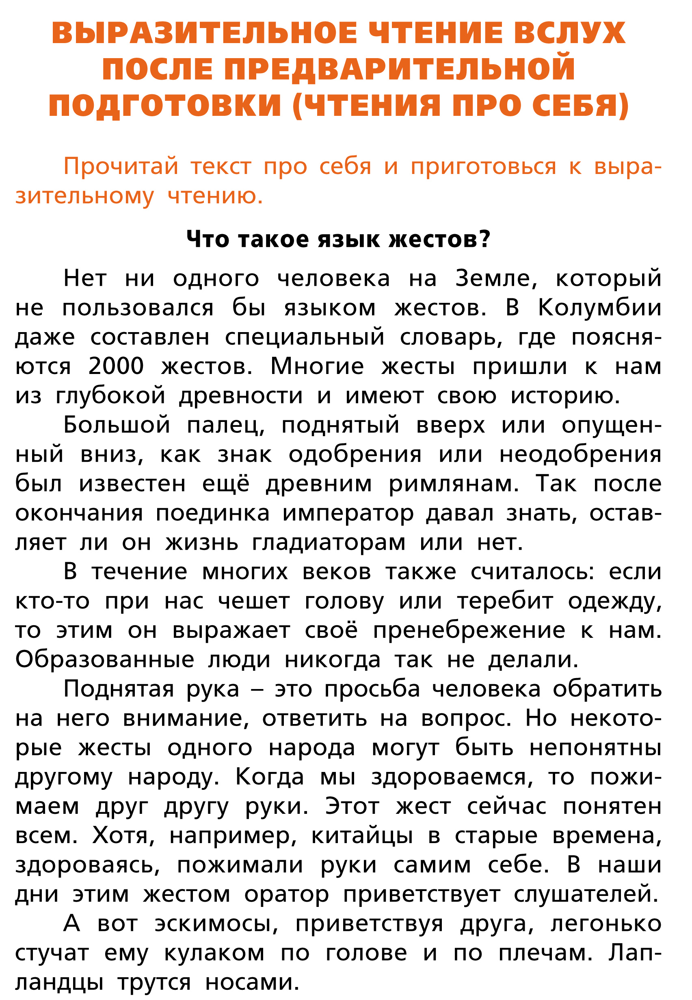 ВЫРАЗИТЕЛЬНОЕ ЧТЕНИЕ ВСЛУХ
ПОСЛЕ ПРЕДВАРИТЕЛЬНОЙ
ПОДГОТОВКИ (ЧТЕНИЯ ПРО СЕБЯ)
Прочитай текст про себя и приготовься к выра-
зительному чтению.
Что такое язык жестов?
Нет ни одного человека на Земле, который
не пользовался бы языком жестов. В Колумбии
даже составлен специальный словарь, где поясня-
ются 2000 жестов. Многие жесты пришли к нам
из глубокой древности и имеют свою историю.
Большой палец, поднятый вверх или опущен-
ный вниз, как знак одобрения или неодобрения
был известен ещё древним римлянам. Так после
окончания поединка император давал знать, остав-
ляет ли он жизнь гладиаторам или нет.
В течение многих веков также считалось: если
кто-то при нас чешет голову или теребит одежду,
то этим он выражает своё пренебрежение к нам.
Образованные люди никогда так не делали.
Поднятая рука – это просьба человека обратить
на него внимание, ответить на вопрос. Но некото-
рые жесты одного народа могут быть непонятны
другому народу. Когда мы здороваемся, то пожи-
маем друг другу руки. Этот жест сейчас понятен
всем. Хотя, например, китайцы в старые времена,
здороваясь, пожимали руки самим себе. В наши
дни этим жестом оратор приветствует слушателей.
А вот эскимосы, приветствуя друга, легонько
стучат ему кулаком по голове и по плечам. Лап-
ландцы трутся носами.